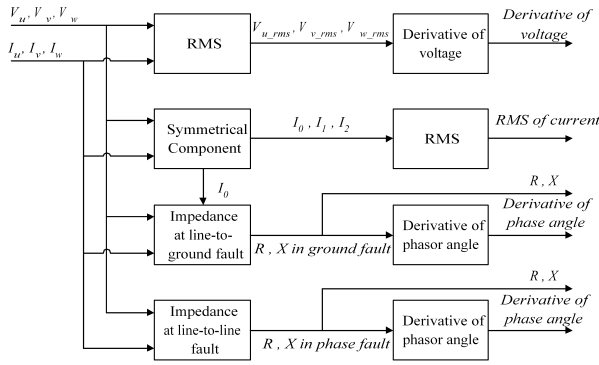 V_u, V_v, V_w
I_u, I_v, I_w
RMS
V_u_rms, V_v_rms, V_w_rms
Derivative of
voltage
Derivative of
voltage
Symmetrical
Component
I_0 , I_1 , I_2
RMS
RMS of current
I_0
Impedance
at line-to-
ground fault
R , X in ground fault
R , X
Derivative of
phasor angle
Derivative of
phase angle
Impedance
at line-to-line
fault
R , X in phase fault
R , X
Derivative of
phasor angle
Derivative of
phase angle